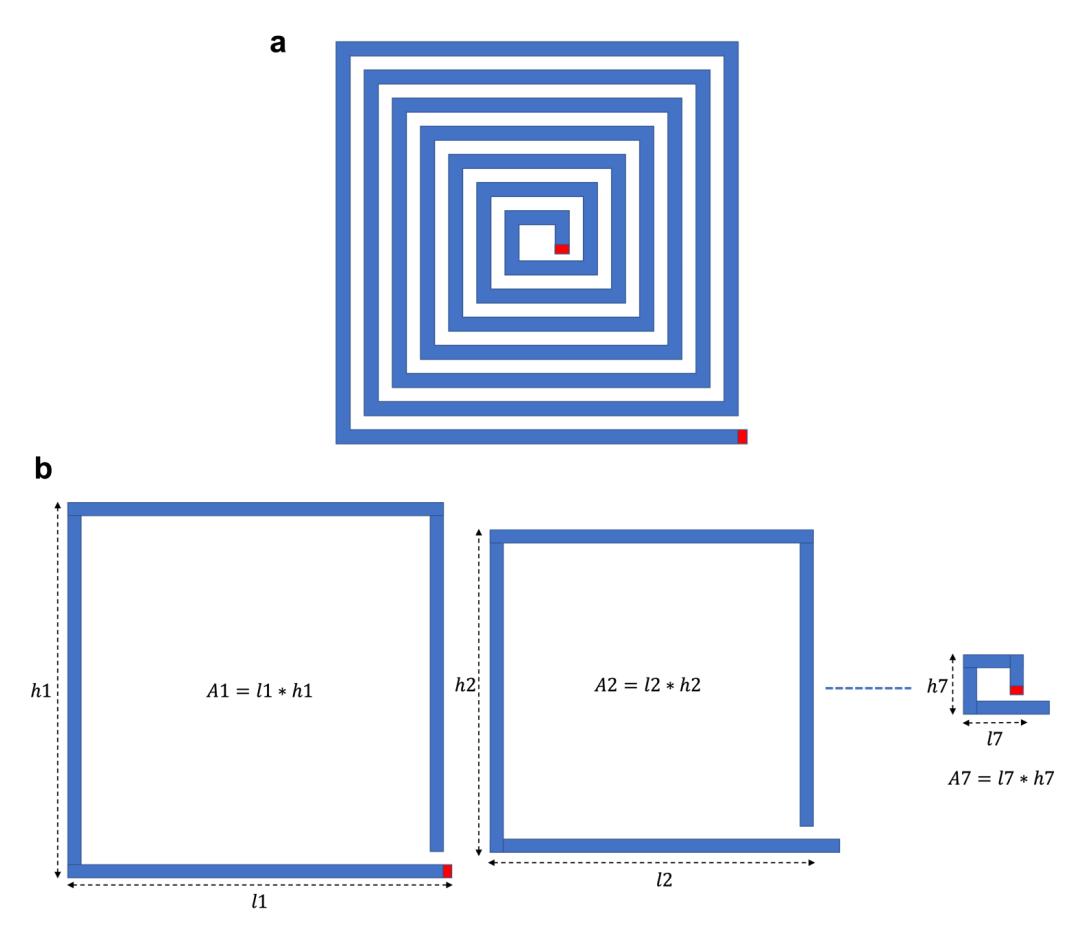 a
b
h1
A1 = l1 * h1
l1
h2
A2 = l2 * h2
l2
h7
l7
A7 = l7 * h7